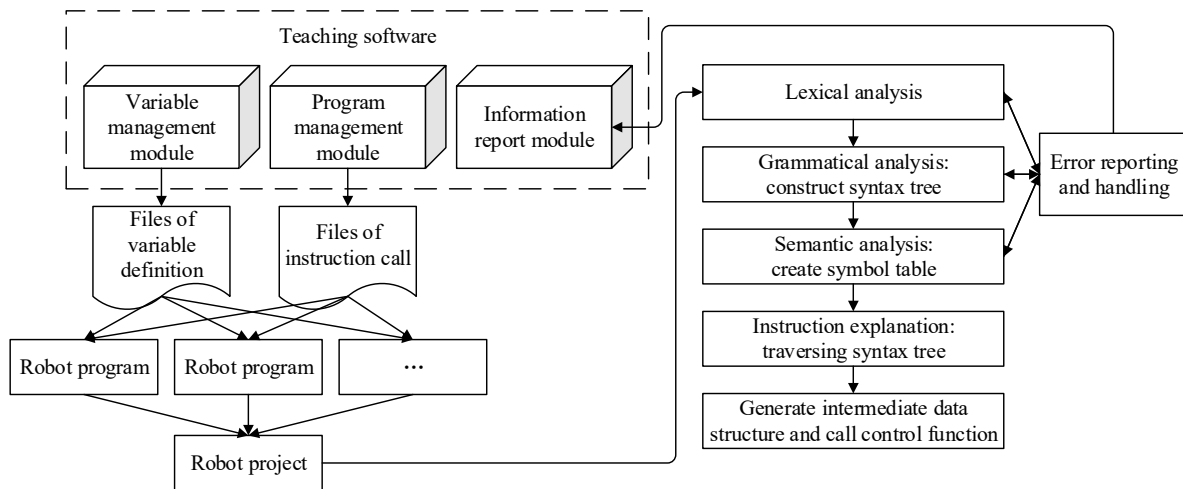 Teaching software
Variable
management
module
Program
management
module
Information
report module
Files of
variable
definition
Files of
instruction call
Robot program
Robot program
...
Robot project
Lexical analysis
Grammatical analysis:
construct syntax tree
Semantic analysis:
create symbol table
Instruction explanation:
traversing syntax tree
Generate intermediate data
structure and call control function
Error reporting
and handling